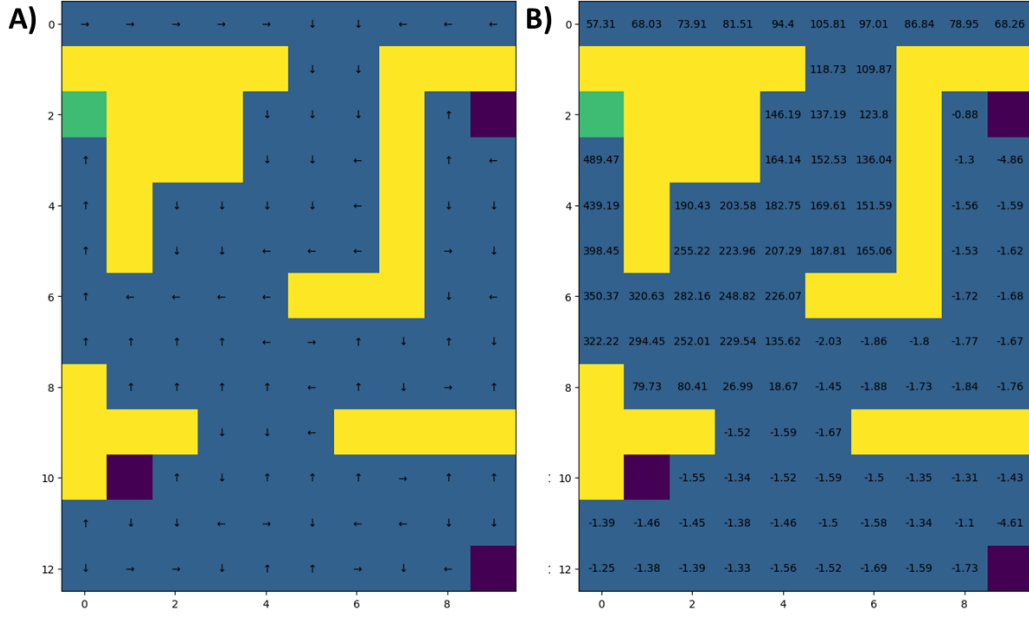 A)
0 → → → → → ↓ ↓ ← ← ←
↓ ↓
2 ↓ ↓ ↓ ↑
↑ ↓ ↓ ← ↑ ←
4 ↑ ↓ ↓ ↓ ↓ ← ↓ ↓
↑ ↓ ↓ ← ← ← → ↓
6 ↑ ← ← ← ← ↓ ←
↑ ↑ ↑ ↑ ← → ↑ ↓ ↑ ↓
8 ↑ ↑ ↑ ↑ ← ↑ ↓ → ↑
↓ ↓ ←
10 ↑ ↓ ↑ ↑ ↑ → ↑ ↑
↑ ↓ ↓ ← → ↓ ← ← ↓ ↓
12 ↓ → → ↓ ↑ ↑ → ↓ ←
0 2 4 6 8
B)
0 57.31 68.03 73.91 81.51 94.4 105.81 97.01 86.84 78.95 68.26
118.73 109.87
2 146.19 137.19 123.8 -0.88
489.47 164.14 152.53 136.04 -1.3 -4.86
4 439.19 190.43 203.58 182.75 169.61 151.59 -1.56 -1.59
398.45 255.22 223.96 207.29 187.81 165.06 -1.53 -1.62
6 350.37 320.63 282.16 248.82 226.07 -1.72 -1.68
322.22 294.45 252.01 229.54 135.62 -2.03 -1.86 -1.8 -1.77 -1.67
8 79.73 80.41 26.99 18.67 -1.45 -1.88 -1.73 -1.84 -1.76
-1.52 -1.59 -1.67
-1.55 -1.34 -1.52 -1.59 -1.5 -1.35 -1.31 -1.43
-1.39 -1.46 -1.45 -1.38 -1.46 -1.5 -1.58 -1.34 -1.1 -4.61
-1.25 -1.38 -1.39 -1.33 -1.56 -1.52 -1.69 -1.59 -1.73
0 2 4 6 8